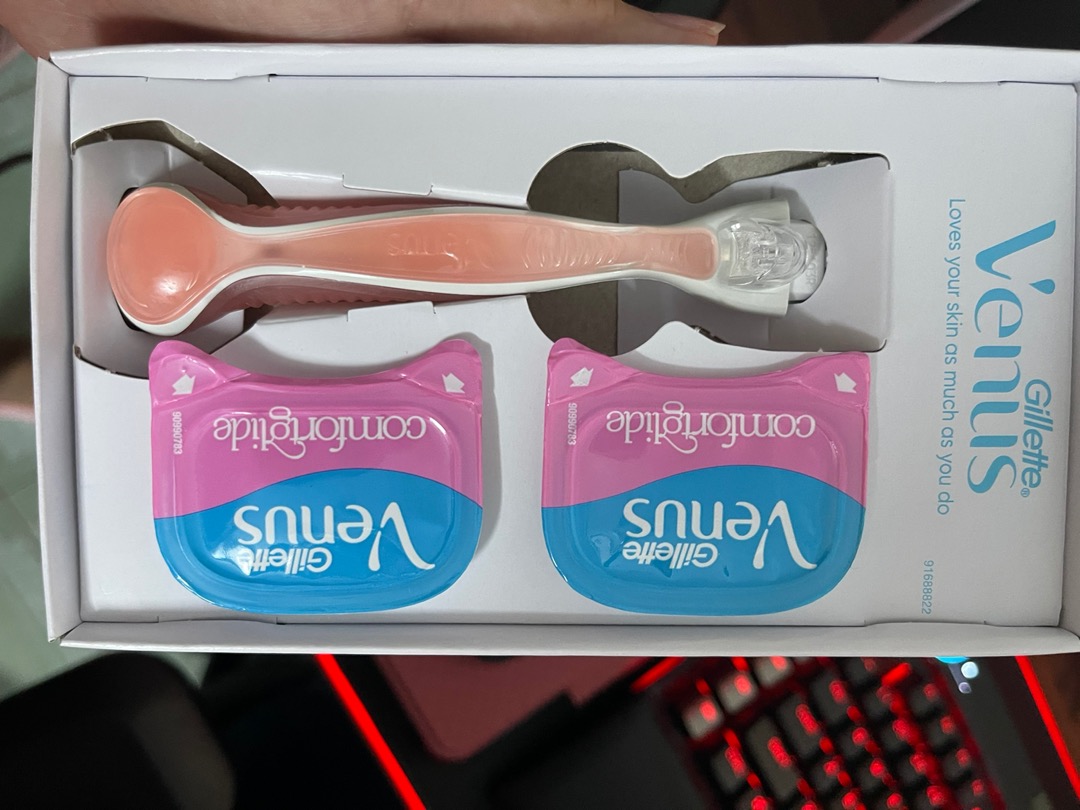 Gillette®
Venus
Loves your skin as much as you do
91688822
Venus
Gillette
Venus
comfortglide
90990783
Gillette
Venus
comfortglide
90990783